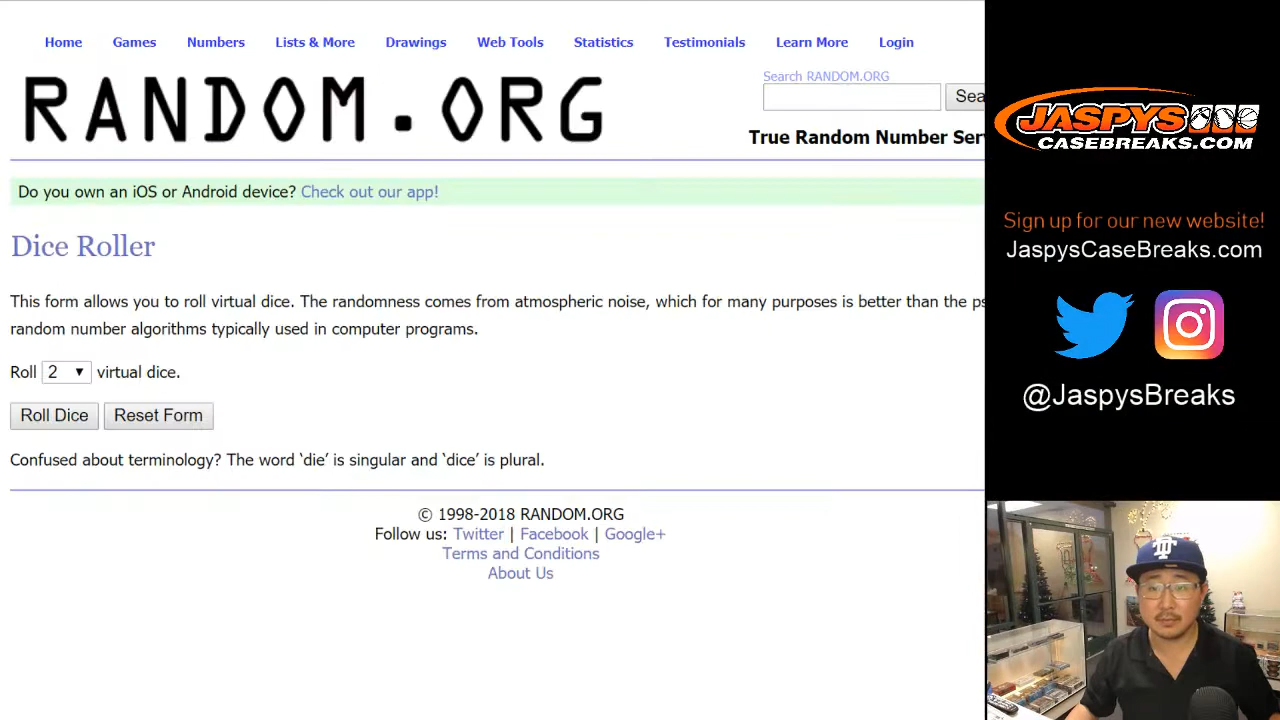 Home Games Numbers Lists & More Drawings Web Tools Statistics Testimonials Learn More Login
RANDOM.ORG
Search RANDOM.ORG
Sea
True Random Number Ser
Do you own an iOS or Android device? Check out our app!
Dice Roller
This form allows you to roll virtual dice. The randomness comes from atmospheric noise, which for many purposes is better than the ps
random number algorithms typically used in computer programs.
Roll 2 virtual dice.
Roll Dice Reset Form
Confused about terminology? The word ‘die’ is singular and ‘dice’ is plural.
© 1998-2018 RANDOM.ORG
Follow us: Twitter | Facebook | Google+
Terms and Conditions
About Us
JASPYS
CASEBREAKS.COM
Sign up for our new website!
JaspysCaseBreaks.com
@JaspysBreaks